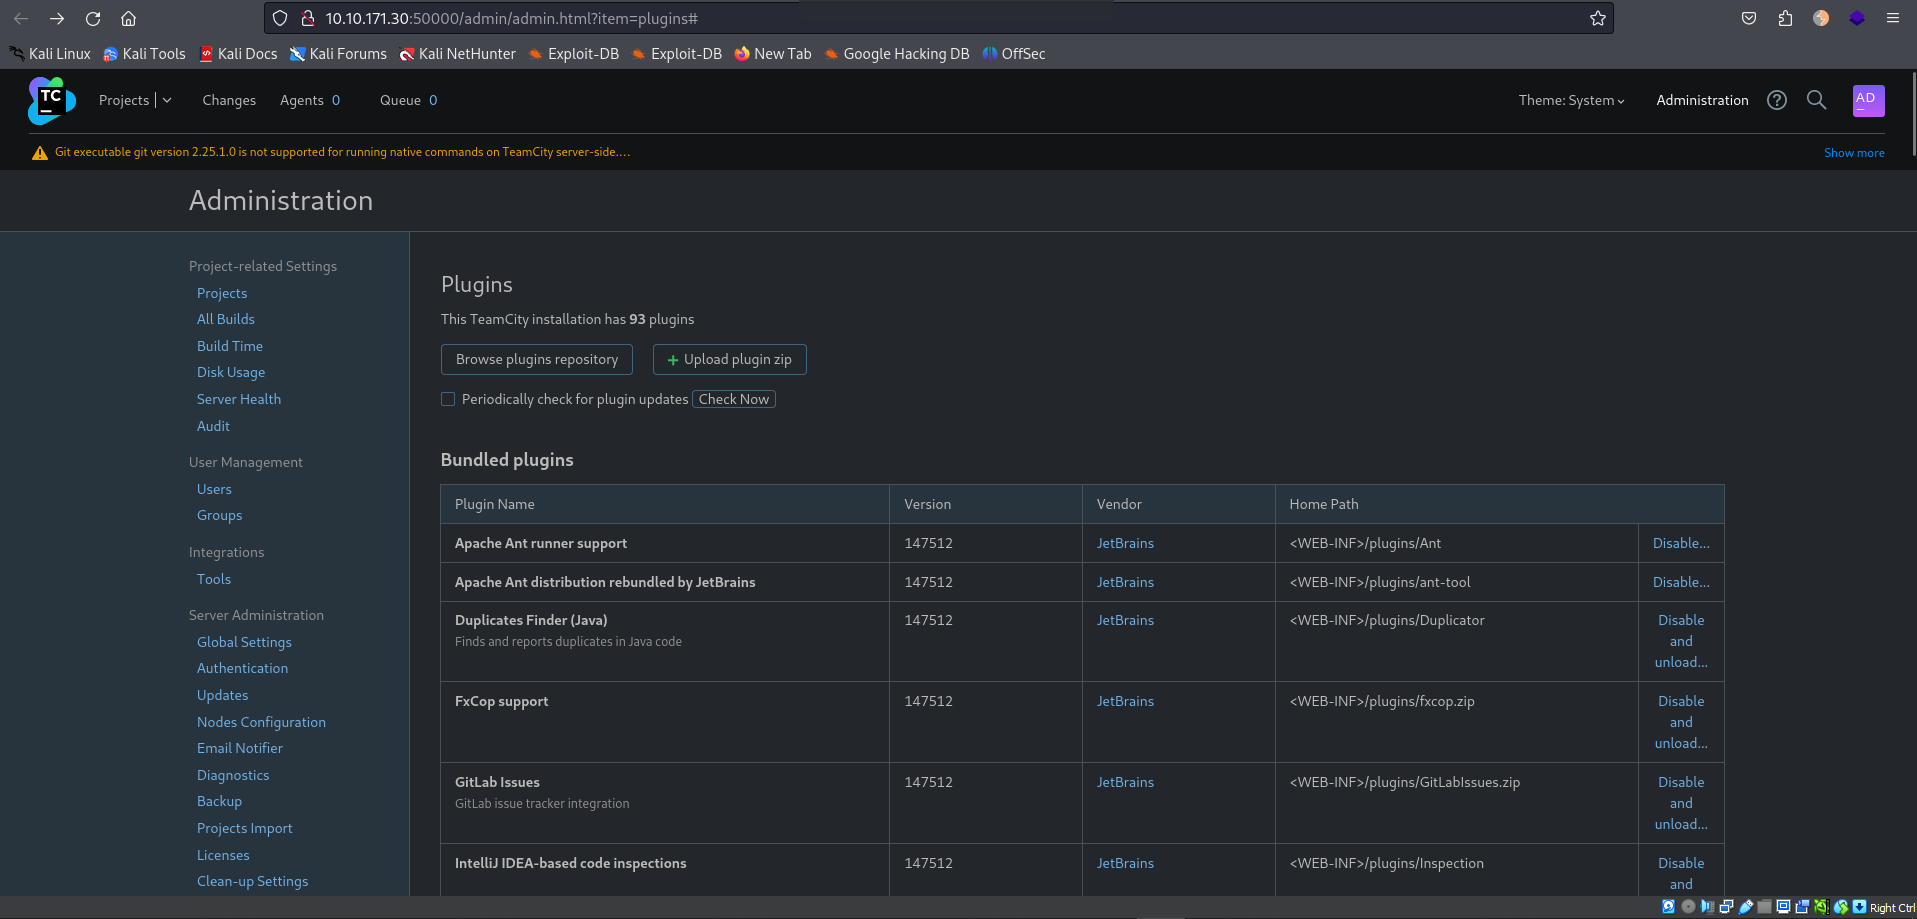 10.10.171.30:50000/admin/admin.html?item=plugins#
Kali Linux Kali Tools Kali Docs Kali Forums Kali NetHunter Exploit-DB Exploit-DB New Tab Google Hacking DB OffSec
TC Projects Changes Agents 0 Queue 0 Theme: System Administration AD
Git executable git version 2.25.1.0 is not supported for running native commands on TeamCity server-side.... Show more
Administration
Project-related Settings
Projects
All Builds
Build Time
Disk Usage
Server Health
Audit
User Management
Users
Groups
Integrations
Tools
Server Administration
Global Settings
Authentication
Updates
Nodes Configuration
Email Notifier
Diagnostics
Backup
Projects Import
Licenses
Clean-up Settings
Plugins
This TeamCity installation has 93 plugins
Browse plugins repository + Upload plugin zip
Periodically check for plugin updates Check Now
Bundled plugins
Plugin Name Version Vendor Home Path
Apache Ant runner support 147512 JetBrains <WEB-INF>/plugins/Ant Disable...
Apache Ant distribution rebundled by JetBrains 147512 JetBrains <WEB-INF>/plugins/ant-tool Disable...
Duplicates Finder (Java) 147512 JetBrains <WEB-INF>/plugins/Duplicator Disable
Finds and reports duplicates in Java code and
unload...
FxCop support 147512 JetBrains <WEB-INF>/plugins/fxcop.zip Disable
and
unload...
GitLab Issues 147512 JetBrains <WEB-INF>/plugins/GitLabIssues.zip Disable
GitLab issue tracker integration and
unload...
IntelliJ IDEA-based code inspections 147512 JetBrains <WEB-INF>/plugins/Inspection Disable
and
Right Ctrl